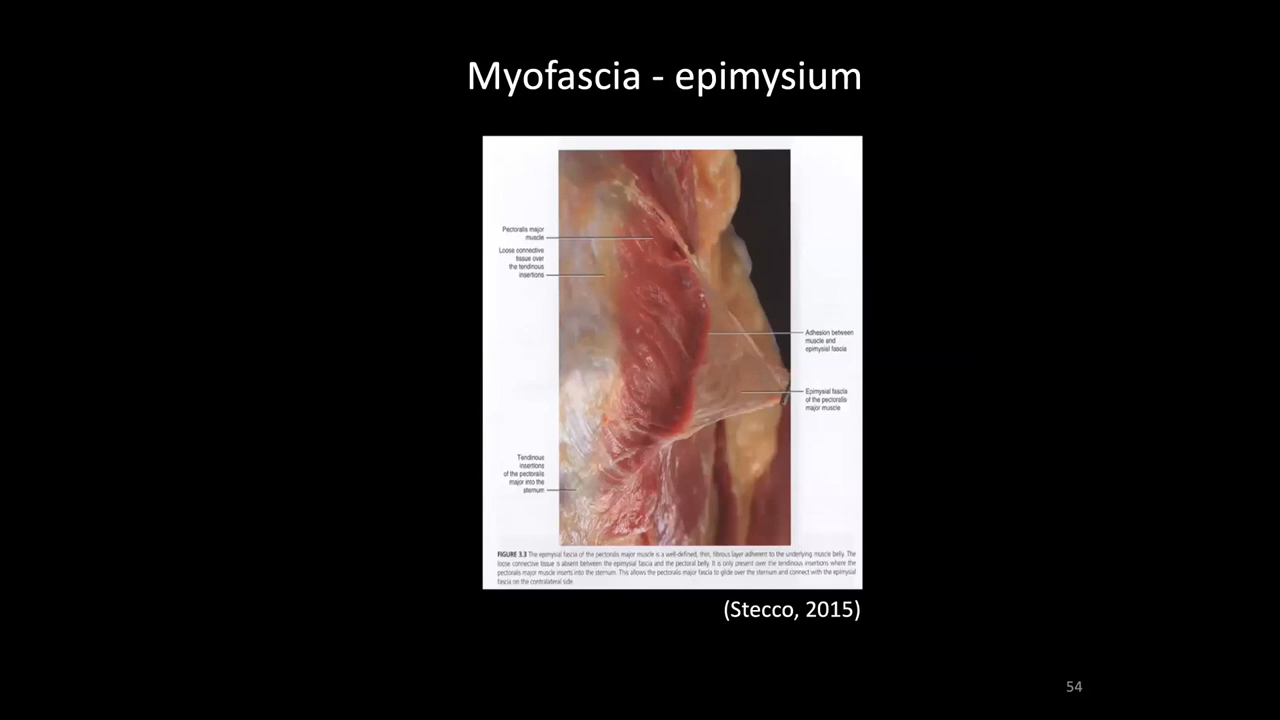 Myofascia - epimysium
Pectoralis major
muscle
Loose connective
tissue over
the tendinous
insertions
Adhesion between
muscle and
epimysial fascia
Epimysial fascia
of the pectoralis
major muscle
Tendinous
insertions
of the pectoralis
major into the
sternum
FIGURE 3.3 The epimysial fascia of the pectoralis major muscle is a well-defined, thin, fibrous layer adherent to the underlying muscle belly. The
loose connective tissue is absent between the epimysial fascia and the pectoral belly. It is only present over the tendinous insertions where the
pectoralis major muscle inserts into the sternum. This allows the pectoralis major fascia to glide over the sternum and connect with the epimysial
fascia on the contralateral side.
(Stecco, 2015)
54